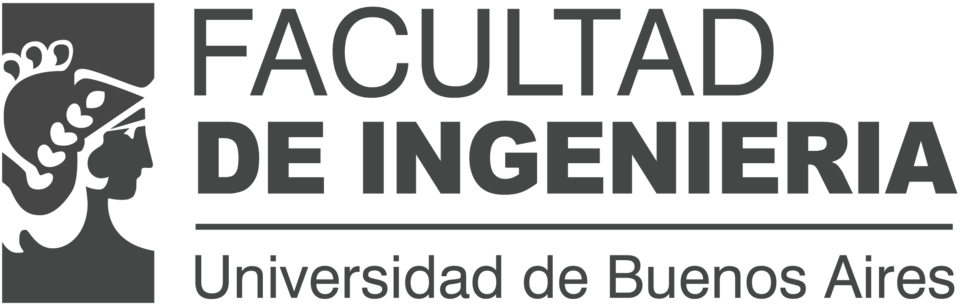 FACULTAD
DE INGENIERIA
Universidad de Buenos Aires